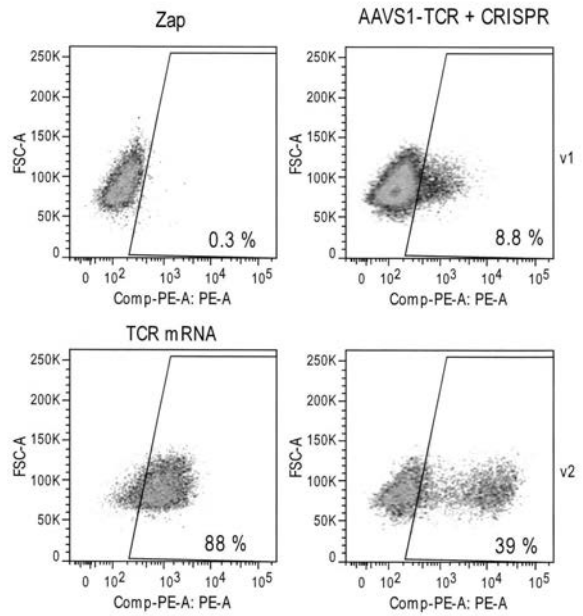 Zap
AAVS1-TCR + CRISPR
250K
200K
150K
100K
50K
0
FSC-A
0.3 %
0 10² 10³ 10⁴ 10⁵
Comp-PE-A: PE-A
250K
200K
150K
100K
50K
0
FSC-A
8.8 %
0 10² 10³ 10⁴ 10⁵
Comp-PE-A: PE-A
v1
TCR mRNA
250K
200K
150K
100K
50K
0
FSC-A
88 %
0 10² 10³ 10⁴ 10⁵
Comp-PE-A: PE-A
250K
200K
150K
100K
50K
0
FSC-A
39 %
0 10² 10³ 10⁴ 10⁵
Comp-PE-A: PE-A
v2